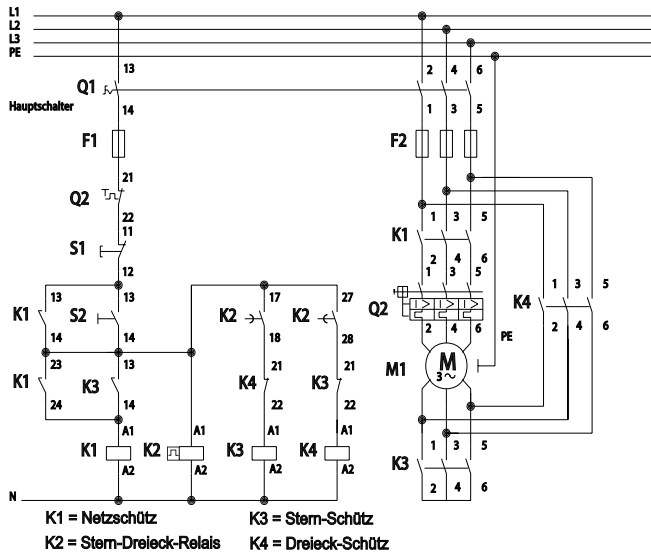 L1
L2
L3
PE
13
2 4 6
Q1
14
1 3 5
Hauptschalter
F1
F2
21
Q2
22
11
1 3 5
S1
K1
12
2 4 6
1 3 5
1 3 5
13 13
17 27
K1 S2
K2 K2
Q2
K4
14 14
18 28
2 4 6
2 4 6
PE
23 13
21 21
K1 K3
K4 K3
M1
M
3~
24 14
22 22
A1 A1 A1 A1
1 3 5
K1 K2 K3 K4
K3
A2 A2 A2 A2
2 4 6
N
K1 = Netzschütz
K3 = Stern-Schütz
K2 = Stern-Dreieck-Relais
K4 = Dreieck-Schütz